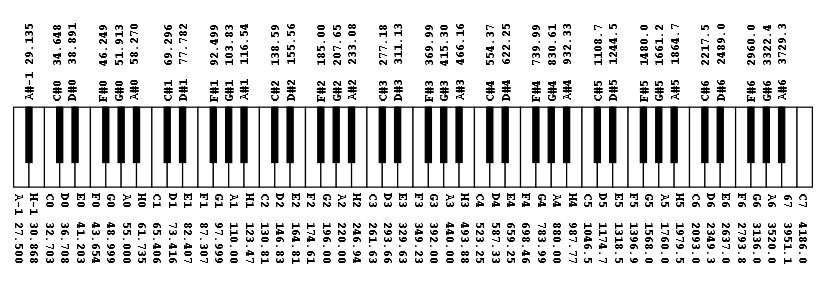 A#-1 29.135
C#0 34.648
D#0 38.891
F#0 46.249
G#0 51.913
A#0 58.270
C#1 69.296
D#1 77.782
F#1 92.499
G#1 103.83
A#1 116.54
C#2 138.59
D#2 155.56
F#2 185.00
G#2 207.65
A#2 233.08
C#3 277.18
D#3 311.13
F#3 369.99
G#3 415.30
A#3 466.16
C#4 554.37
D#4 622.25
F#4 739.99
G#4 830.61
A#4 932.33
C#5 1108.7
D#5 1244.5
F#5 1480.0
G#5 1661.2
A#5 1864.7
C#6 2217.5
D#6 2489.0
F#6 2960.0
G#6 3322.4
A#6 3729.3
A-1 27.500
H-1 30.868
C0 32.703
D0 36.708
E0 41.203
F0 43.654
G0 48.999
A0 55.000
H0 61.735
C1 65.406
D1 73.416
E1 82.407
F1 87.307
G1 97.999
A1 110.00
H1 123.47
C2 130.81
D2 146.83
E2 164.81
F2 174.61
G2 196.00
A2 220.00
H2 246.94
C3 261.63
D3 293.66
E3 329.63
F3 349.23
G3 392.00
A3 440.00
H3 493.88
C4 523.25
D4 587.33
E4 659.25
F4 698.46
G4 783.99
A4 880.00
H4 987.77
C5 1046.5
D5 1174.7
E5 1318.5
F5 1396.9
G5 1568.0
A5 1760.0
H5 1979.5
C6 2093.0
D6 2349.3
E6 2637.0
F6 2793.8
G6 3136.0
A6 3520.0
67 3951.1
C7 4186.0